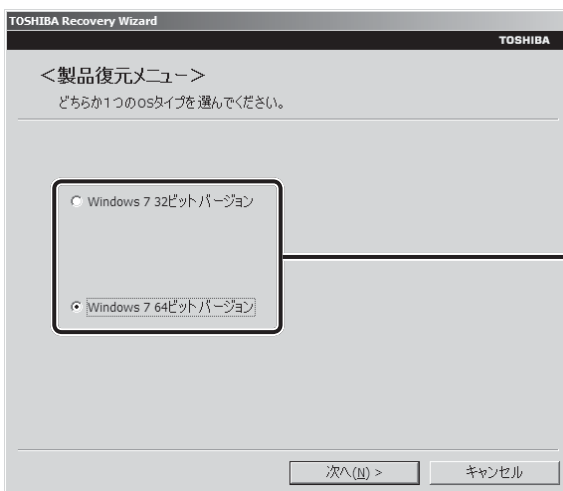 TOSHIBA Recovery Wizard
TOSHIBA
＜製品復元メニュー＞
どちらか1つのOSタイプを選んでください。
Windows 7 32ビット バージョン
Windows 7 64ビット バージョン
次へ(N) >
キャンセル